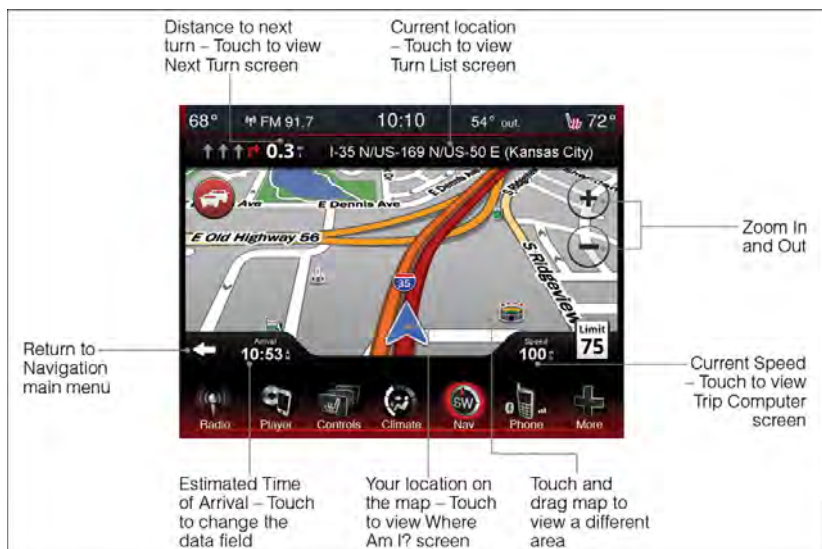 Distance to next
turn – Touch to view
Next Turn screen
Current location
– Touch to view
Turn List screen
68° FM 91.7 10:10 54° out. 72°
0.3 I-35 N/US-169 N/US-50 E (Kansas City)
E Dennis Ave
Ave E Dennis Ave
E Old Highway 56
S Ridgeview
35
Zoom In
and Out
Return to
Navigation
main menu
Arrival
10:53
Speed
100
Limit
75
Current Speed
– Touch to view
Trip Computer
screen
Radio Player Controls Climate SW Nav Phone More
Estimated Time
of Arrival – Touch
to change the
data field
Your location on
the map – Touch
to view Where
Am I? screen
Touch and
drag map to
view a different
area